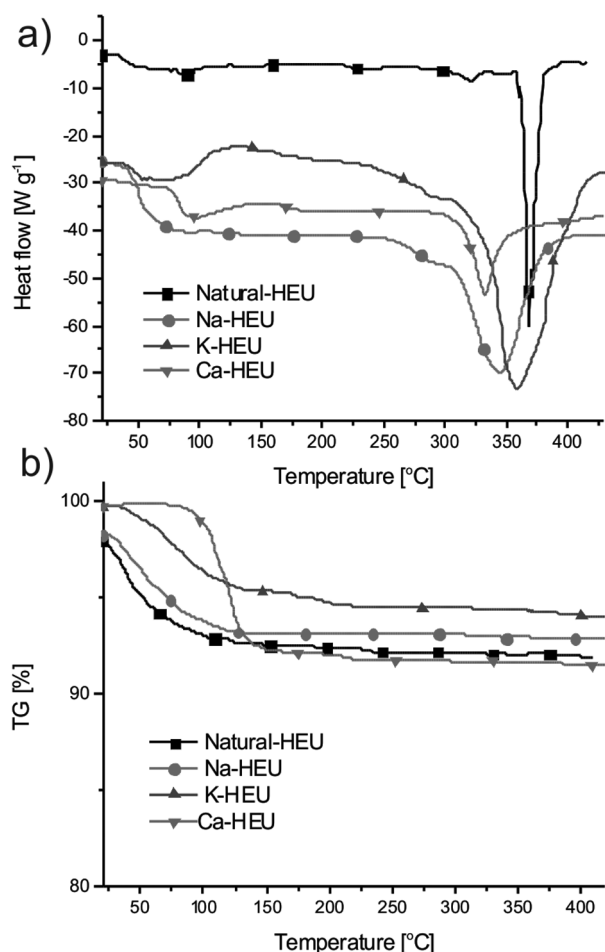 a)
0
-10
-20
-30
-40
-50
-60
-70
-80
Heat flow [W g-1]
Natural-HEU
Na-HEU
K-HEU
Ca-HEU
50 100 150 200 250 300 350 400
Temperature [°C]
b)
100
90
80
TG [%]
Natural-HEU
Na-HEU
K-HEU
Ca-HEU
50 100 150 200 250 300 350 400
Temperature [°C]